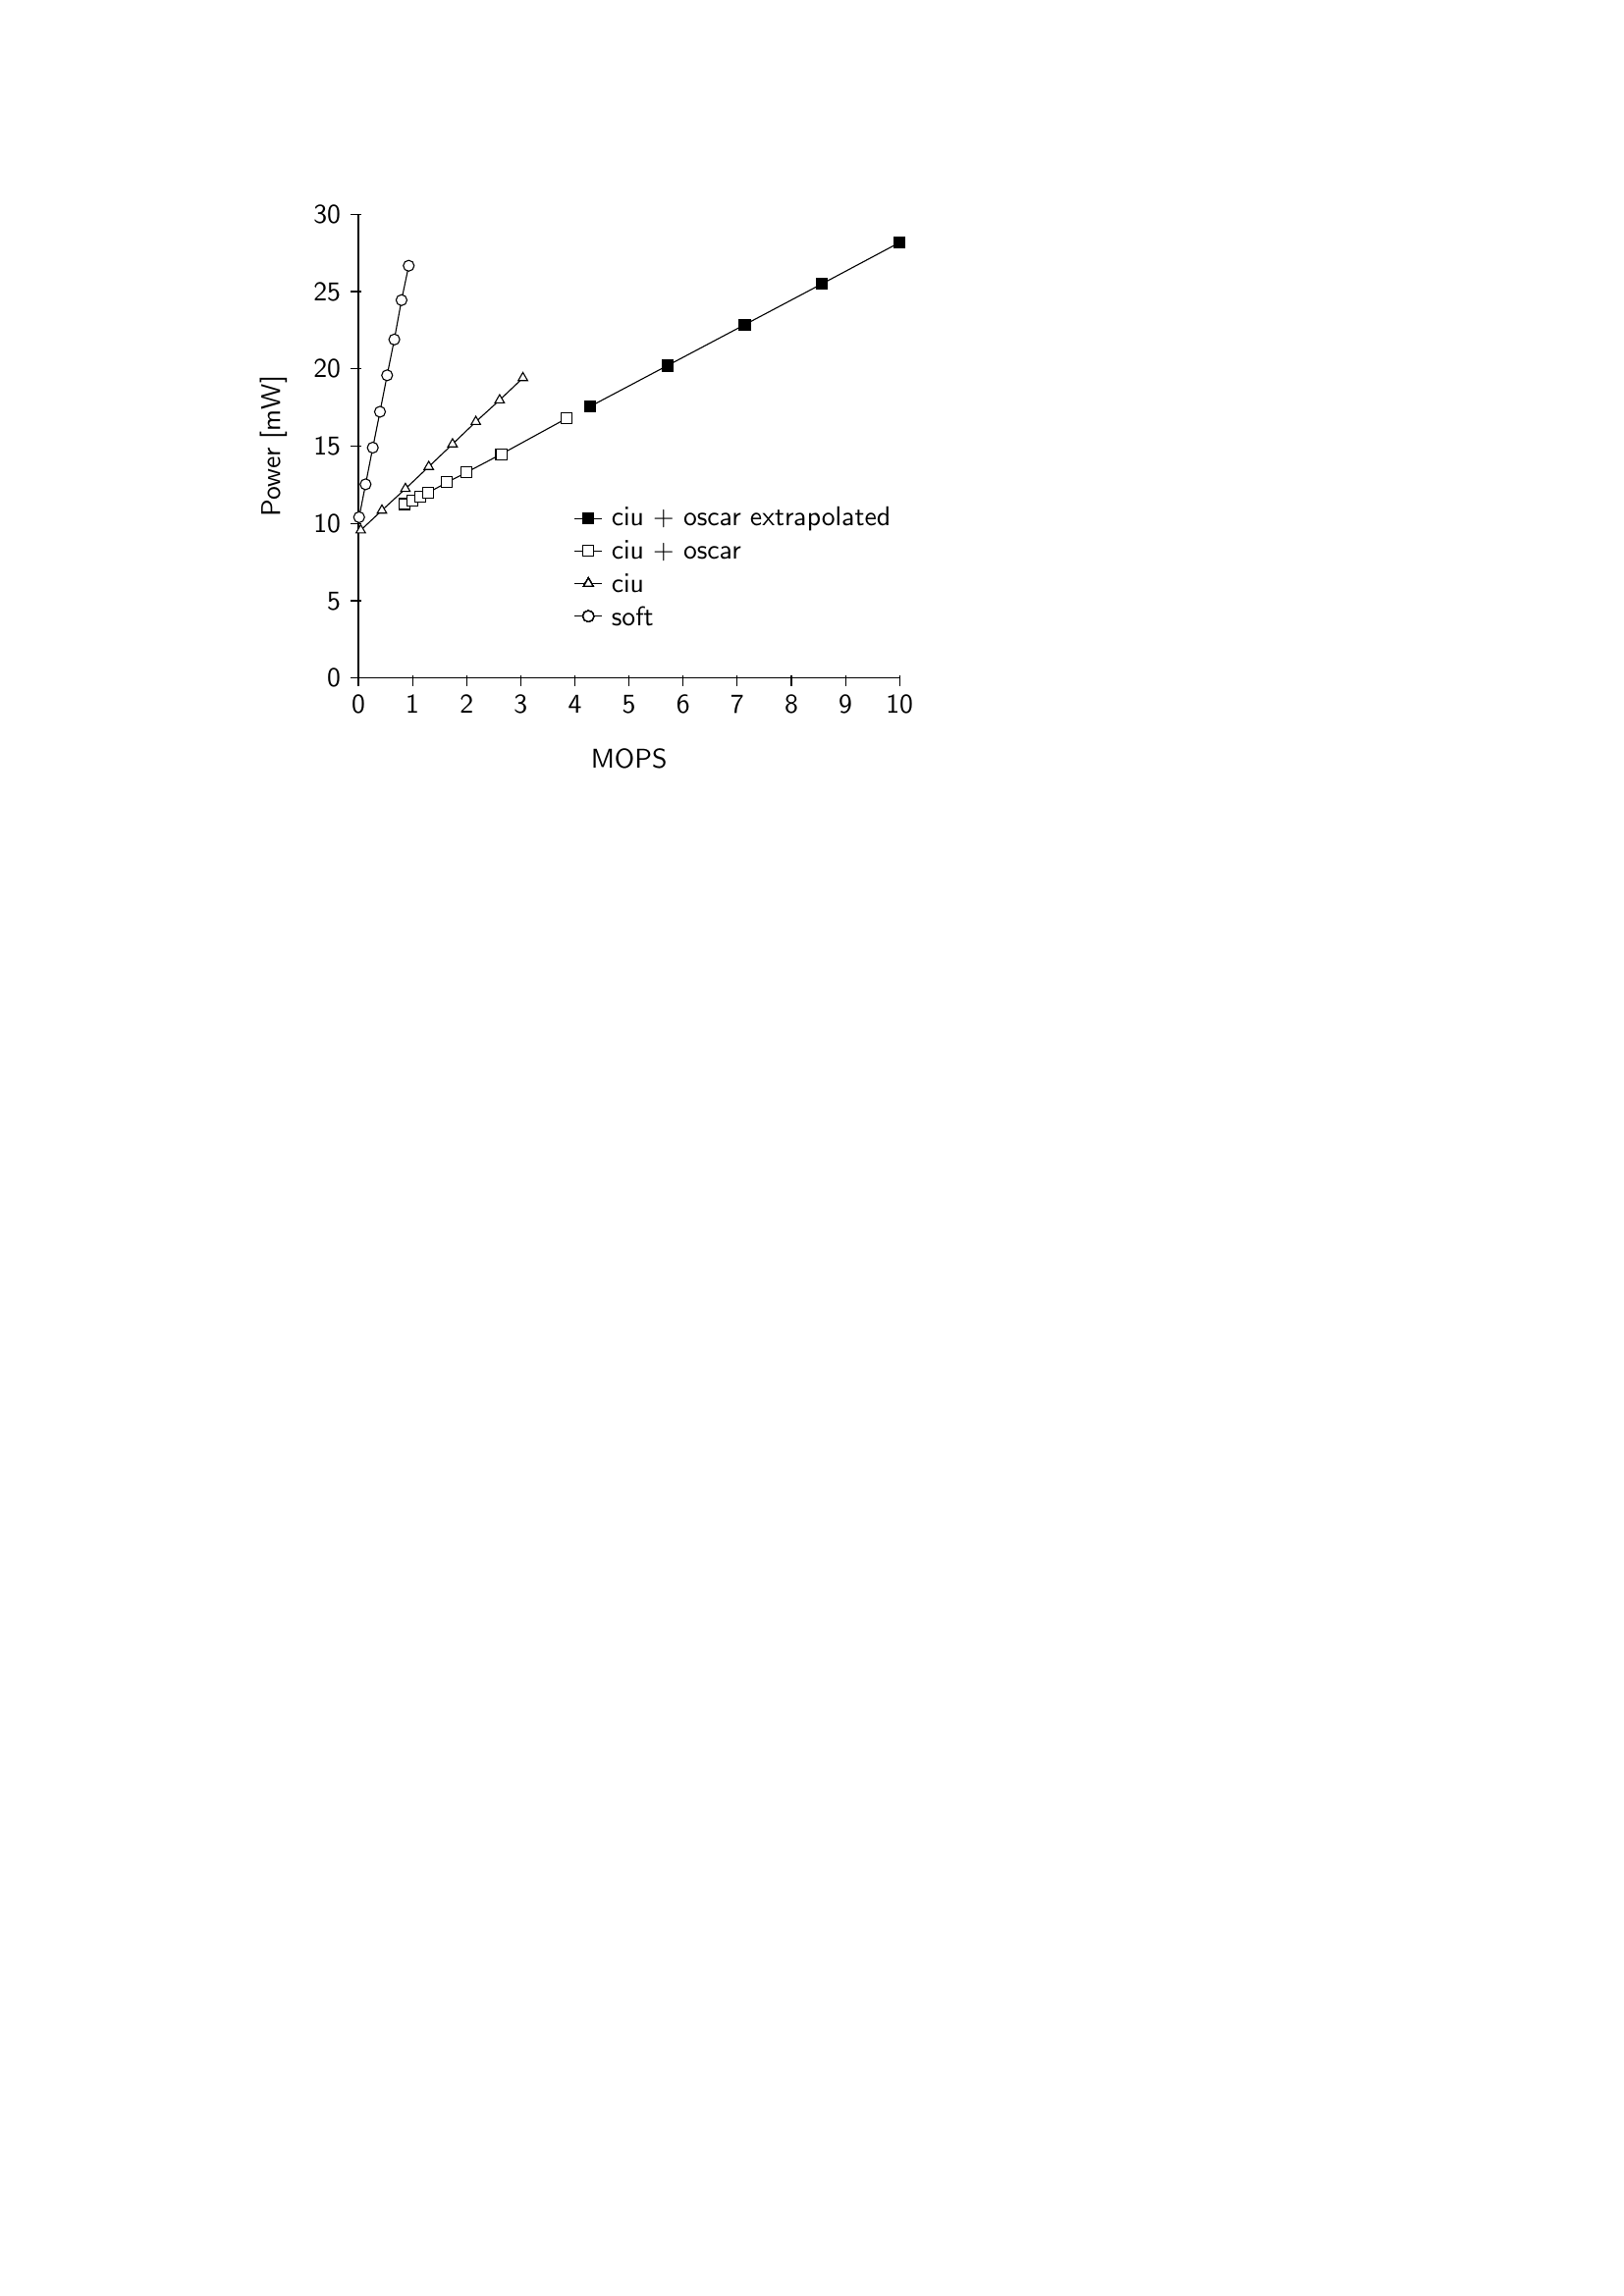 30
25
20
15
10
5
0
Power [mW]
ciu + oscar extrapolated
ciu + oscar
ciu
soft
0 1 2 3 4 5 6 7 8 9 10
MOPS